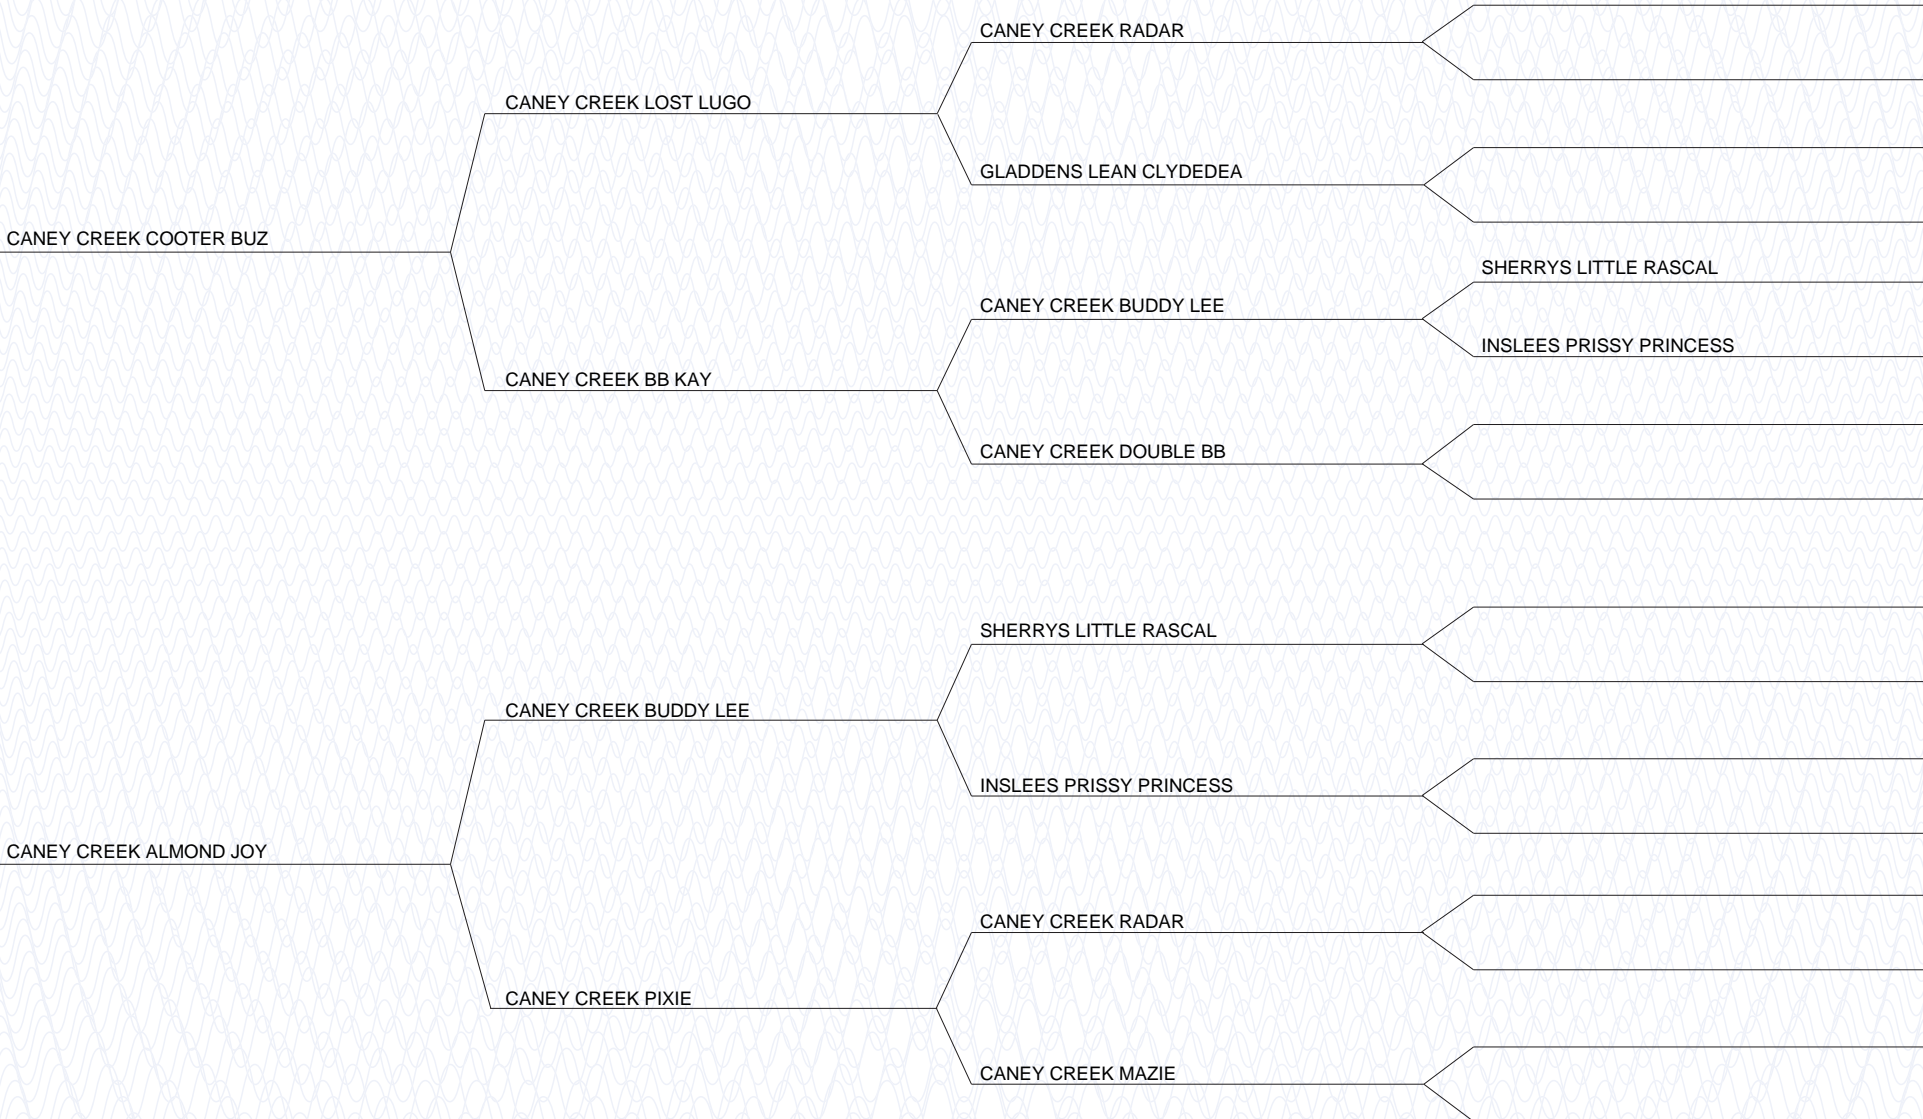 CANEY CREEK RADAR
CANEY CREEK LOST LUGO
GLADDENS LEAN CLYDEDEA
CANEY CREEK COOTER BUZ
SHERRYS LITTLE RASCAL
CANEY CREEK BUDDY LEE
INSLEES PRISSY PRINCESS
CANEY CREEK BB KAY
CANEY CREEK DOUBLE BB
SHERRYS LITTLE RASCAL
CANEY CREEK BUDDY LEE
INSLEES PRISSY PRINCESS
CANEY CREEK ALMOND JOY
CANEY CREEK RADAR
CANEY CREEK PIXIE
CANEY CREEK MAZIE